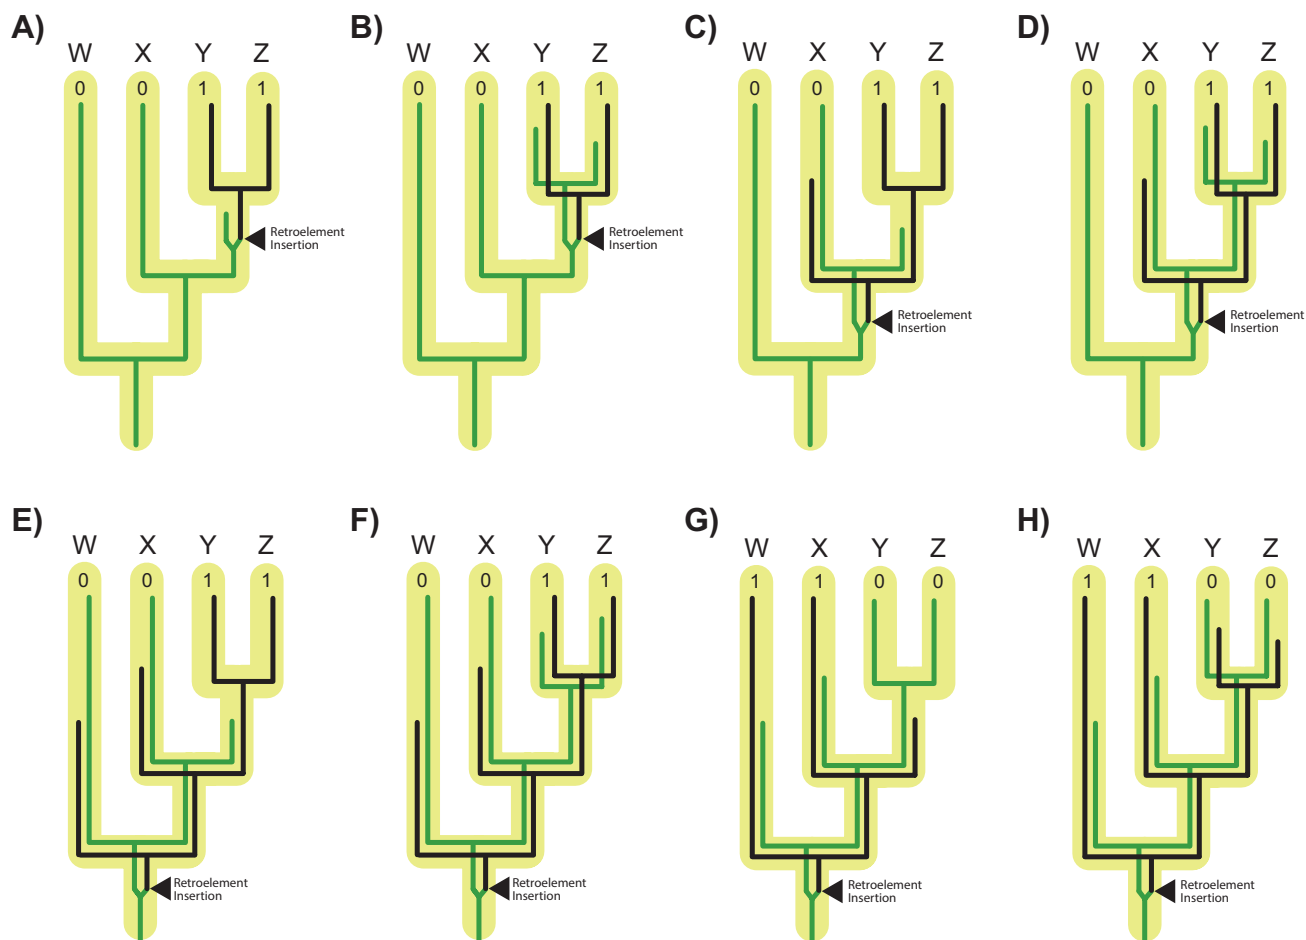 A) B) C) D)
W X Y Z W X Y Z W X Y Z W X Y Z
0 0 1 1 0 0 1 1 0 0 1 1 0 0 1 1
Retroelement Retroelement
Insertion Insertion
Retroelement Retroelement
Insertion Insertion
E) F) G) H)
W X Y Z W X Y Z W X Y Z W X Y Z
0 0 1 1 0 0 1 1 1 1 0 0 1 1 0 0
Retroelement Retroelement Retroelement Retroelement
Insertion Insertion Insertion Insertion